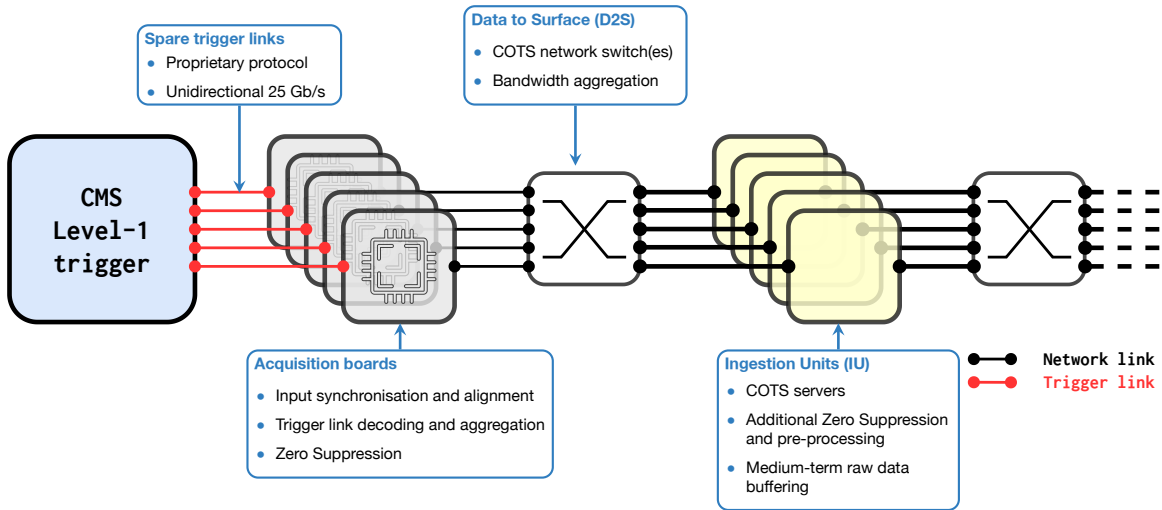 Spare trigger links
Proprietary protocol
Unidirectional 25 Gb/s
Data to Surface (D2S)
COTS network switch(es)
Bandwidth aggregation
CMS
Level-1
trigger
Acquisition boards
Input synchronisation and alignment
Trigger link decoding and aggregation
Zero Suppression
Ingestion Units (IU)
COTS servers
Additional Zero Suppression
and pre-processing
Medium-term raw data
buffering
Network link
Trigger link